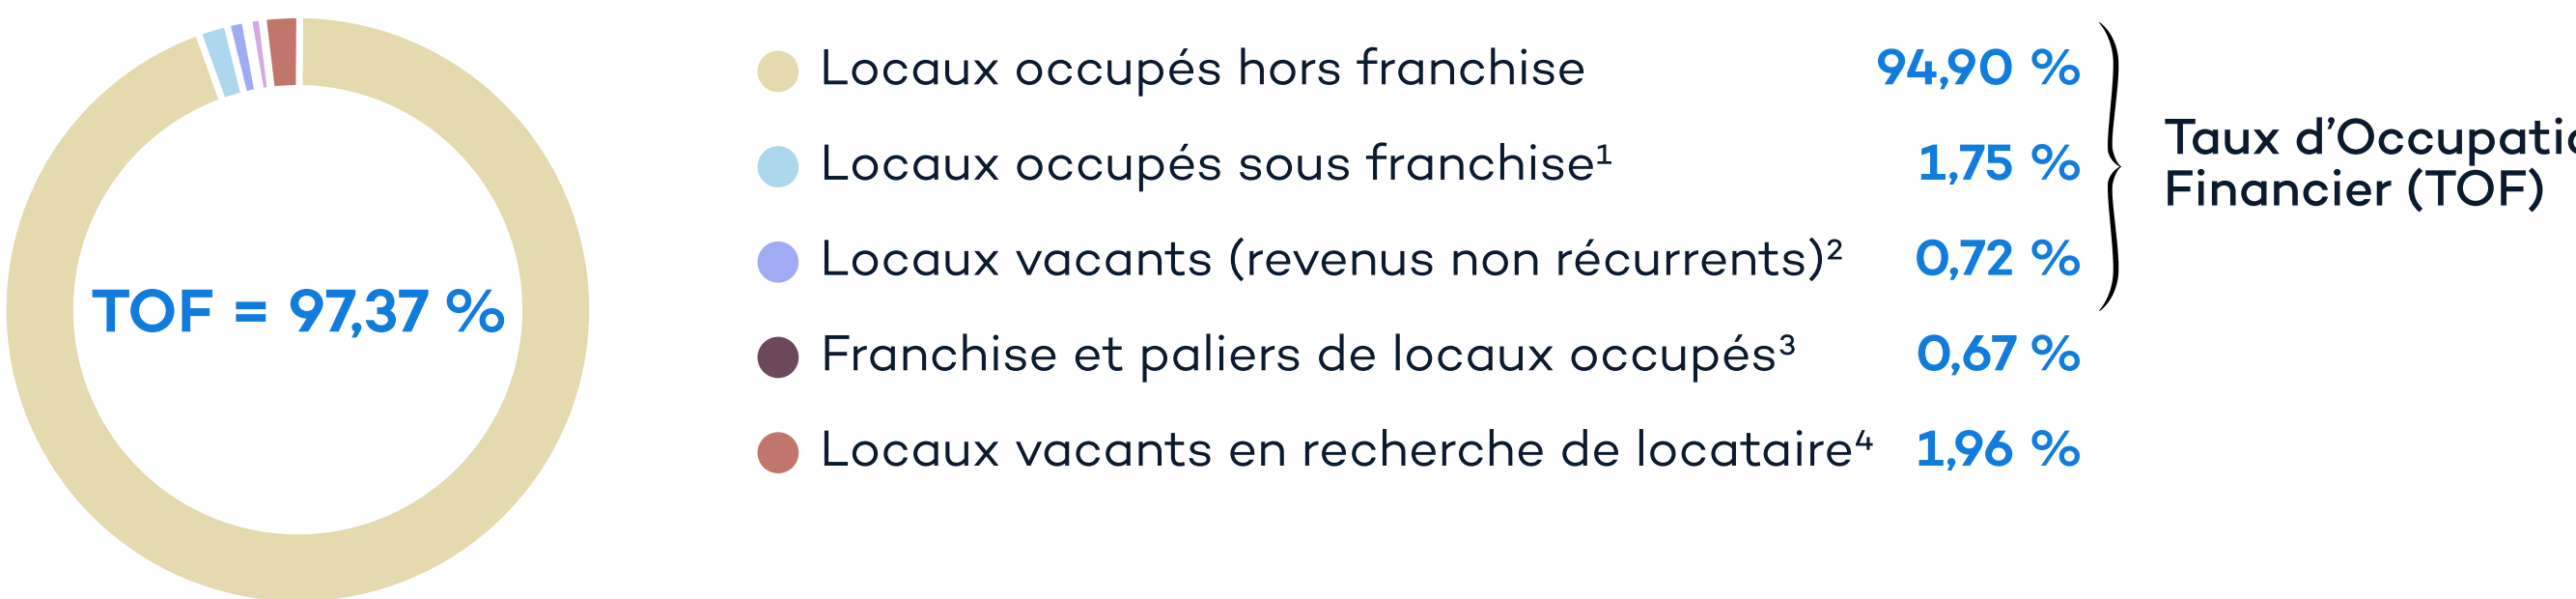 TOF = 97,37 %
Locaux occupés hors franchise 94,90 %
Locaux occupés sous franchise¹ 1,75 %
Locaux vacants (revenus non récurrents)² 0,72 %
Franchise et paliers de locaux occupés³ 0,67 %
Locaux vacants en recherche de locataire⁴ 1,96 %
Taux
Financier (TOF)